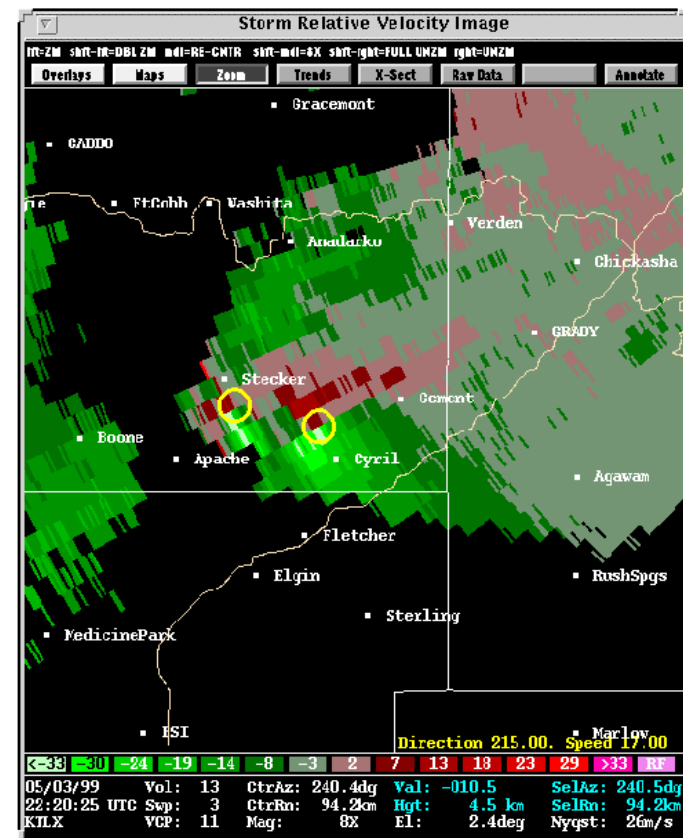 Storm Relative Velocity Image
lft=ZM shft-lft=DBL ZM mdl=RE-CNTR shft-mdl=8X shft-rght=FULL UNZM rght=UNZM
Overlays Maps Zoom Trends X-Sect Raw Data Annotate
Gracemont
CADDO
FtCobb Washita
Verden
Anadarko
Chickasha
GRADY
Stecker
Cement
Boone
Apache Cyril
Agawam
Fletcher
Elgin RushSpgs
Sterling
MedicinePark
FSI Marlow
Direction 215.00. Speed 17.00
<-33 -30 -24 -19 -14 -8 -3 2 7 13 18 23 29 >33 RF
05/03/99 Vol: 13 CtrAz: 240.4dg Val: -010.5 SelAz: 240.5dg
22:20:25 UTC Swp: 3 CtrRn: 94.2km Hgt: 4.5 km SelRn: 94.2km
KTLX VCP: 11 Mag: 8X El: 2.4deg Nyqst: 26m/s